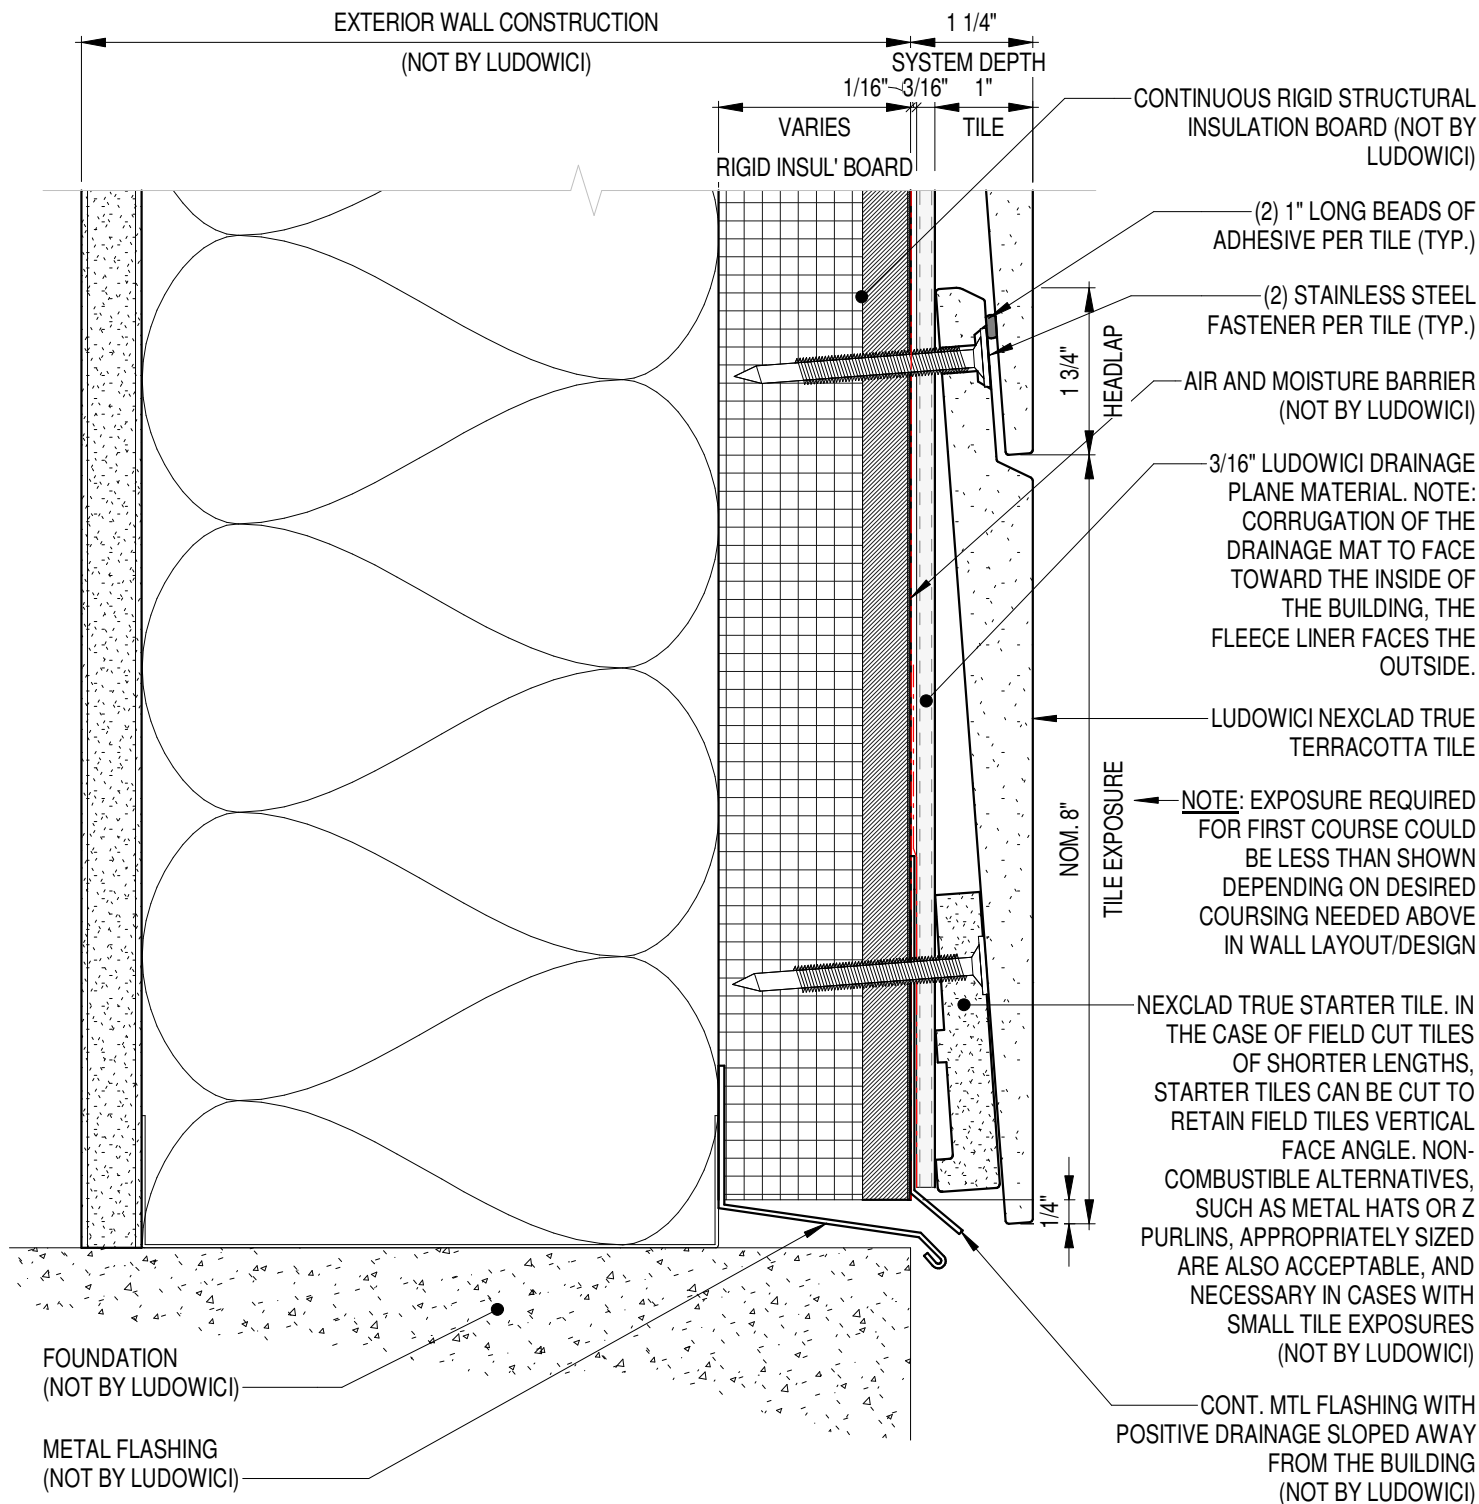 EXTERIOR WALL CONSTRUCTION
(NOT BY LUDOWICI)
1 1/4"
SYSTEM DEPTH
1/16"
3/16"
1"
VARIES
TILE
RIGID INSUL' BOARD
CONTINUOUS RIGID STRUCTURAL
INSULATION BOARD (NOT BY
LUDOWICI)
(2) 1" LONG BEADS OF
ADHESIVE PER TILE (TYP.)
(2) STAINLESS STEEL
FASTENER PER TILE (TYP.)
1 3/4"
HEADLAP
AIR AND MOISTURE BARRIER
(NOT BY LUDOWICI)
3/16" LUDOWICI DRAINAGE
PLANE MATERIAL. NOTE:
CORRUGATION OF THE
DRAINAGE MAT TO FACE
TOWARD THE INSIDE OF
THE BUILDING, THE
FLEECE LINER FACES THE
OUTSIDE.
LUDOWICI NEXCLAD TRUE
TERRACOTTA TILE
NOM. 8"
TILE EXPOSURE
NOTE: EXPOSURE REQUIRED
FOR FIRST COURSE COULD
BE LESS THAN SHOWN
DEPENDING ON DESIRED
COURSING NEEDED ABOVE
IN WALL LAYOUT/DESIGN
NEXCLAD TRUE STARTER TILE. IN
THE CASE OF FIELD CUT TILES
OF SHORTER LENGTHS,
STARTER TILES CAN BE CUT TO
RETAIN FIELD TILES VERTICAL
FACE ANGLE. NON-
COMBUSTIBLE ALTERNATIVES,
SUCH AS METAL HATS OR Z
PURLINS, APPROPRIATELY SIZED
ARE ALSO ACCEPTABLE, AND
NECESSARY IN CASES WITH
SMALL TILE EXPOSURES
(NOT BY LUDOWICI)
1/4"
CONT. MTL FLASHING WITH
POSITIVE DRAINAGE SLOPED AWAY
FROM THE BUILDING
(NOT BY LUDOWICI)
FOUNDATION
(NOT BY LUDOWICI)
METAL FLASHING
(NOT BY LUDOWICI)